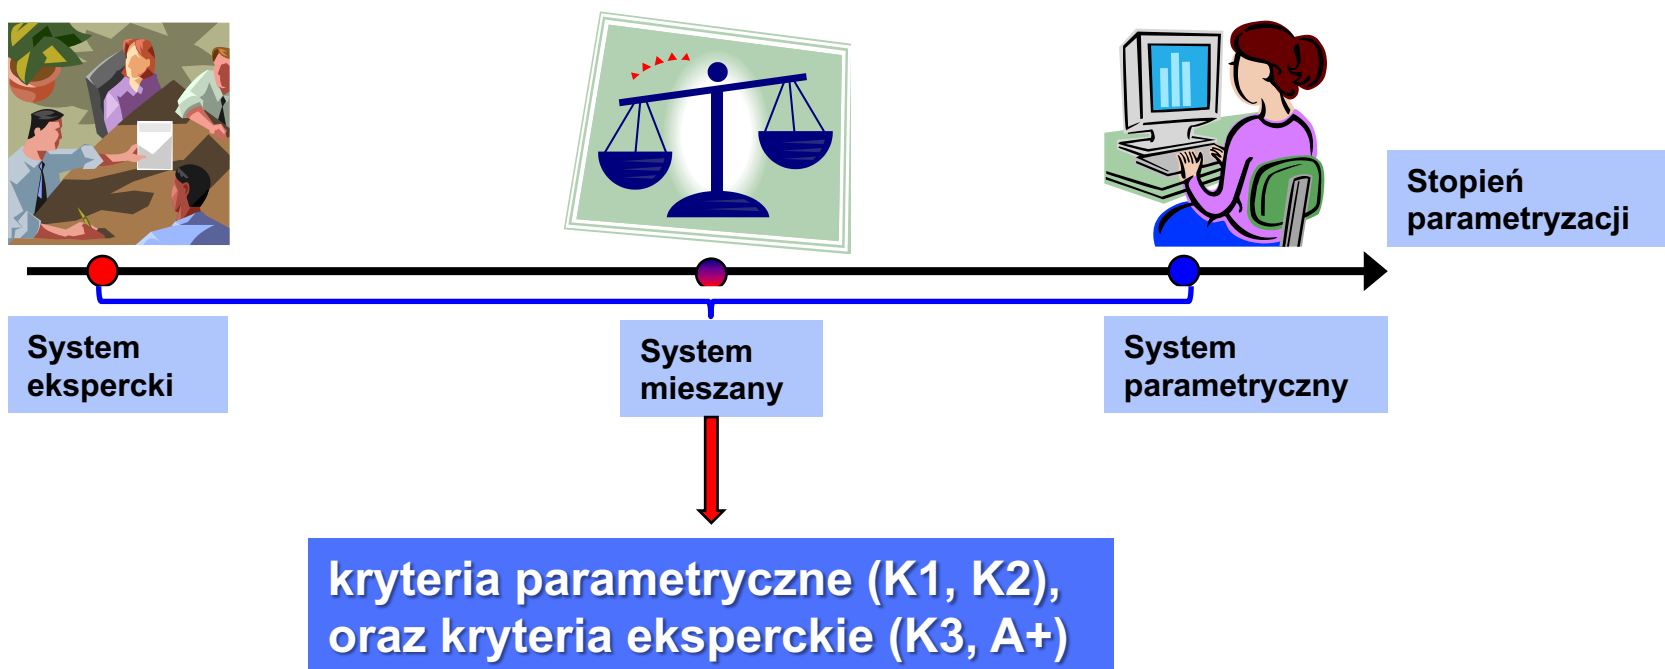 Stopień
parametryzacji
System
ekspercki
System
mieszany
System
parametryczny
kryteria parametryczne (K1, K2),
oraz kryteria eksperckie (K3, A+)